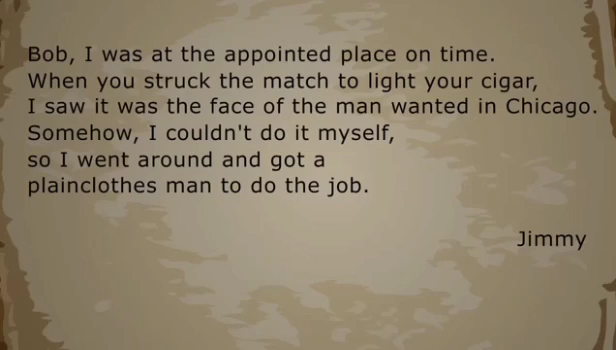 Bob, I was at the appointed place on time.
When you struck the match to light your cigar,
I saw it was the face of the man wanted in Chicago.
Somehow, I couldn't do it myself,
so I went around and got a
plainclothes man to do the job.
Jimmy